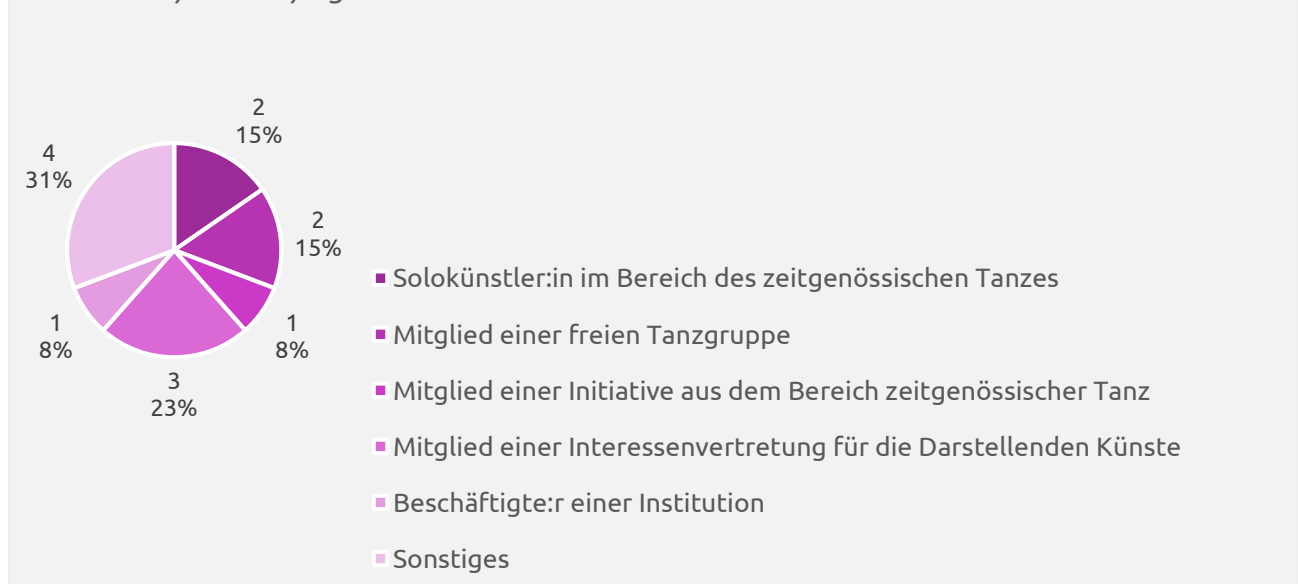 2
15%
4
31%
2
15%
1
8%
1
8%
3
23%
Solokünstler:in im Bereich des zeitgenössischen Tanzes
Mitglied einer freien Tanzgruppe
Mitglied einer Initiative aus dem Bereich zeitgenössischer Tanz
Mitglied einer Interessenvertretung für die Darstellenden Künste
Beschäftigte:r einer Institution
Sonstiges